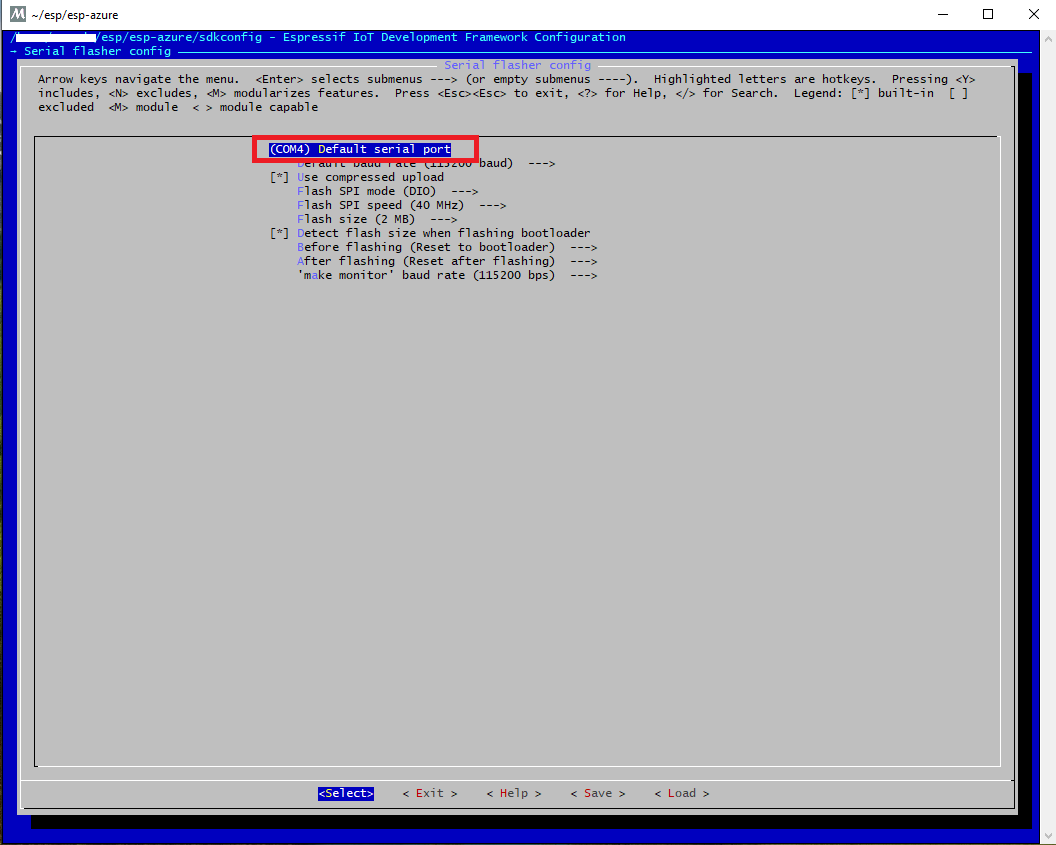 ~/esp/esp-azure
/esp/esp-azure/sdkconfig - Espressif IoT Development Framework Configuration
→ Serial flasher config
Serial flasher config
Arrow keys navigate the menu.  <Enter> selects submenus ---> (or empty submenus ----).  Highlighted letters are hotkeys.  Pressing <Y>
includes, <N> excludes, <M> modularizes features.  Press <Esc><Esc> to exit, <?> for Help, </> for Search.  Legend: [*] built-in  [ ]
excluded  <M> module  < > module capable
(COM4) Default serial port
Default baud rate (115200 baud)  --->
[*] Use compressed upload
Flash SPI mode (DIO)  --->
Flash SPI speed (40 MHz)  --->
Flash size (2 MB)  --->
[*] Detect flash size when flashing bootloader
Before flashing (Reset to bootloader)  --->
After flashing (Reset after flashing)  --->
'make monitor' baud rate (115200 bps)  --->
<Select>    < Exit >    < Help >    < Save >    < Load >